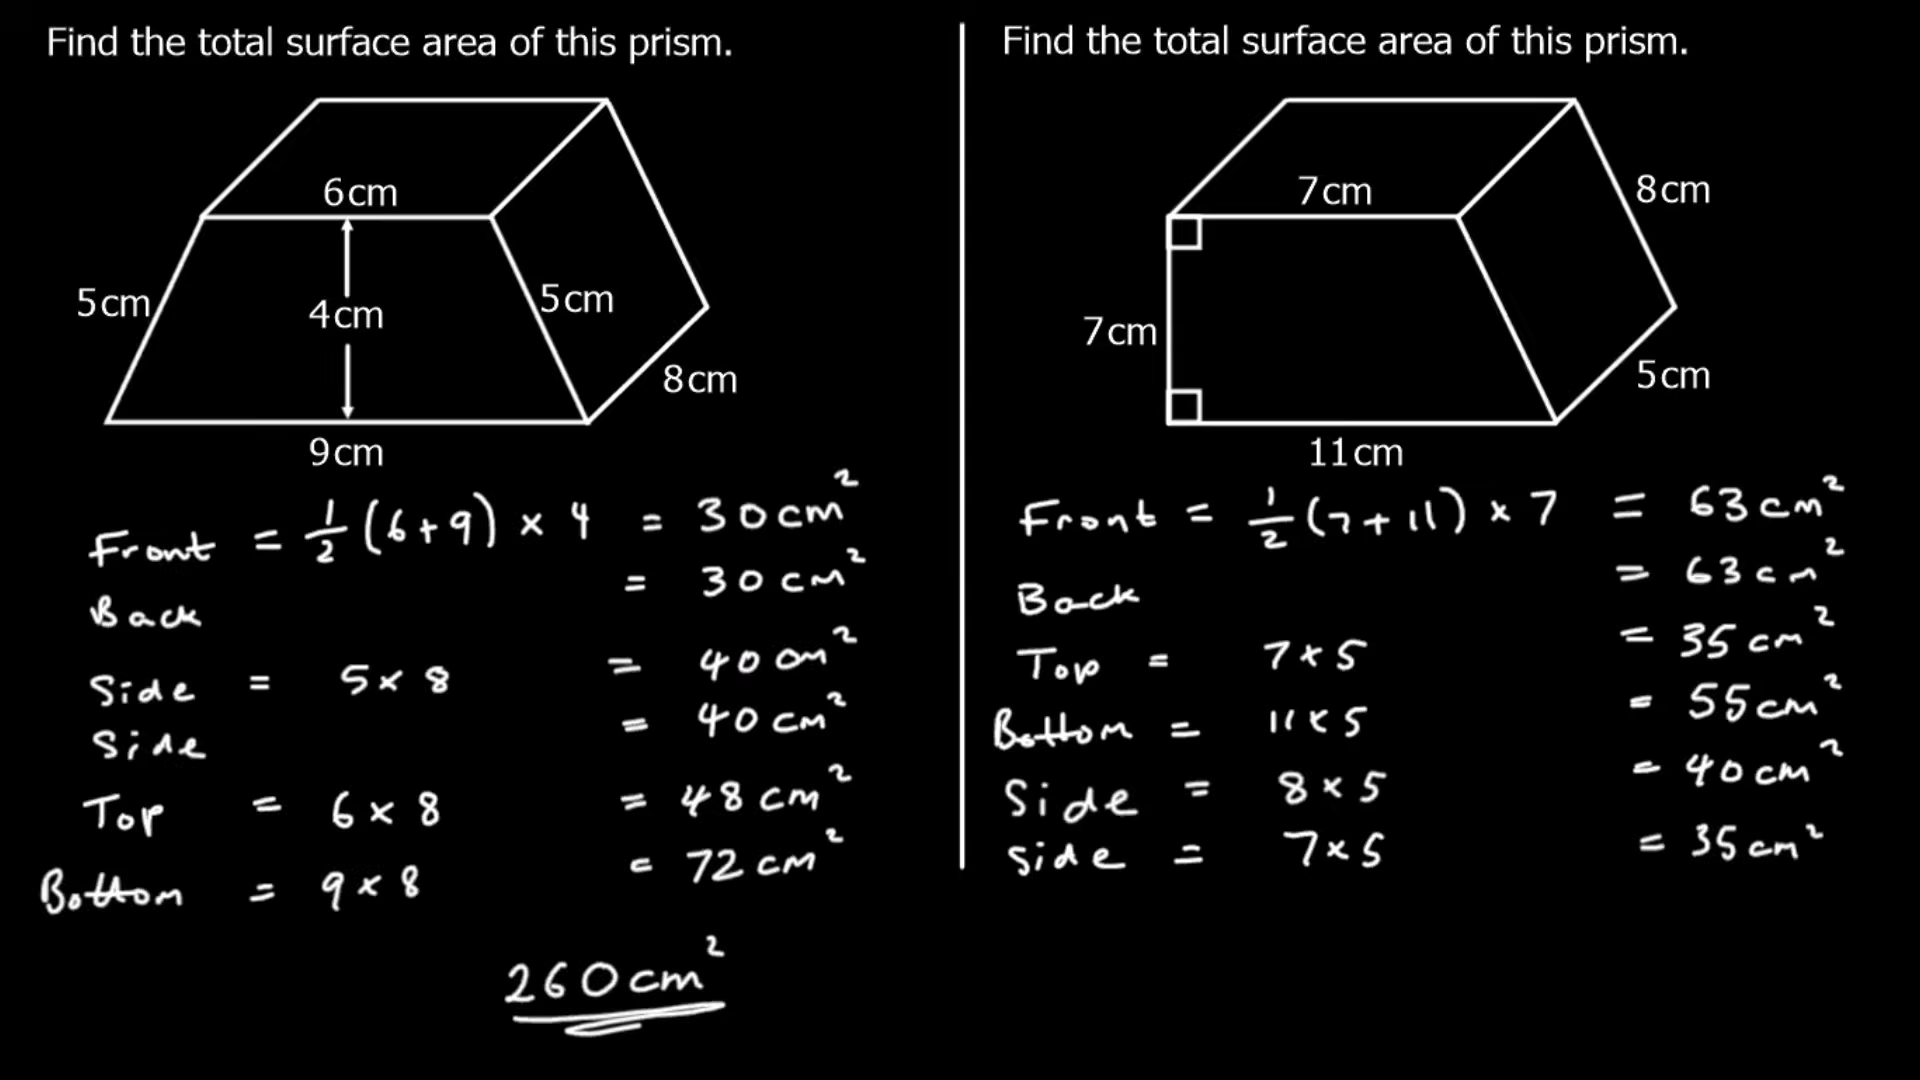 Find the total surface area of this prism.
6cm
5cm
4cm
5cm
8cm
9cm
Front = 1/2 (6+9) × 4 = 30cm²
Back = 30cm²
Side = 5 × 8 = 40cm²
Side = 40cm²
Top = 6 × 8 = 48cm²
Bottom = 9 × 8 = 72cm²
260cm²
Find the total surface area of this prism.
7cm
8cm
7cm
5cm
11cm
Front = 1/2 (7+11) × 7 = 63cm²
Back = 63cm²
Top = 7 × 5 = 35cm²
Bottom = 11 × 5 = 55cm²
Side = 8 × 5 = 40cm²
Side = 7 × 5 = 35cm²